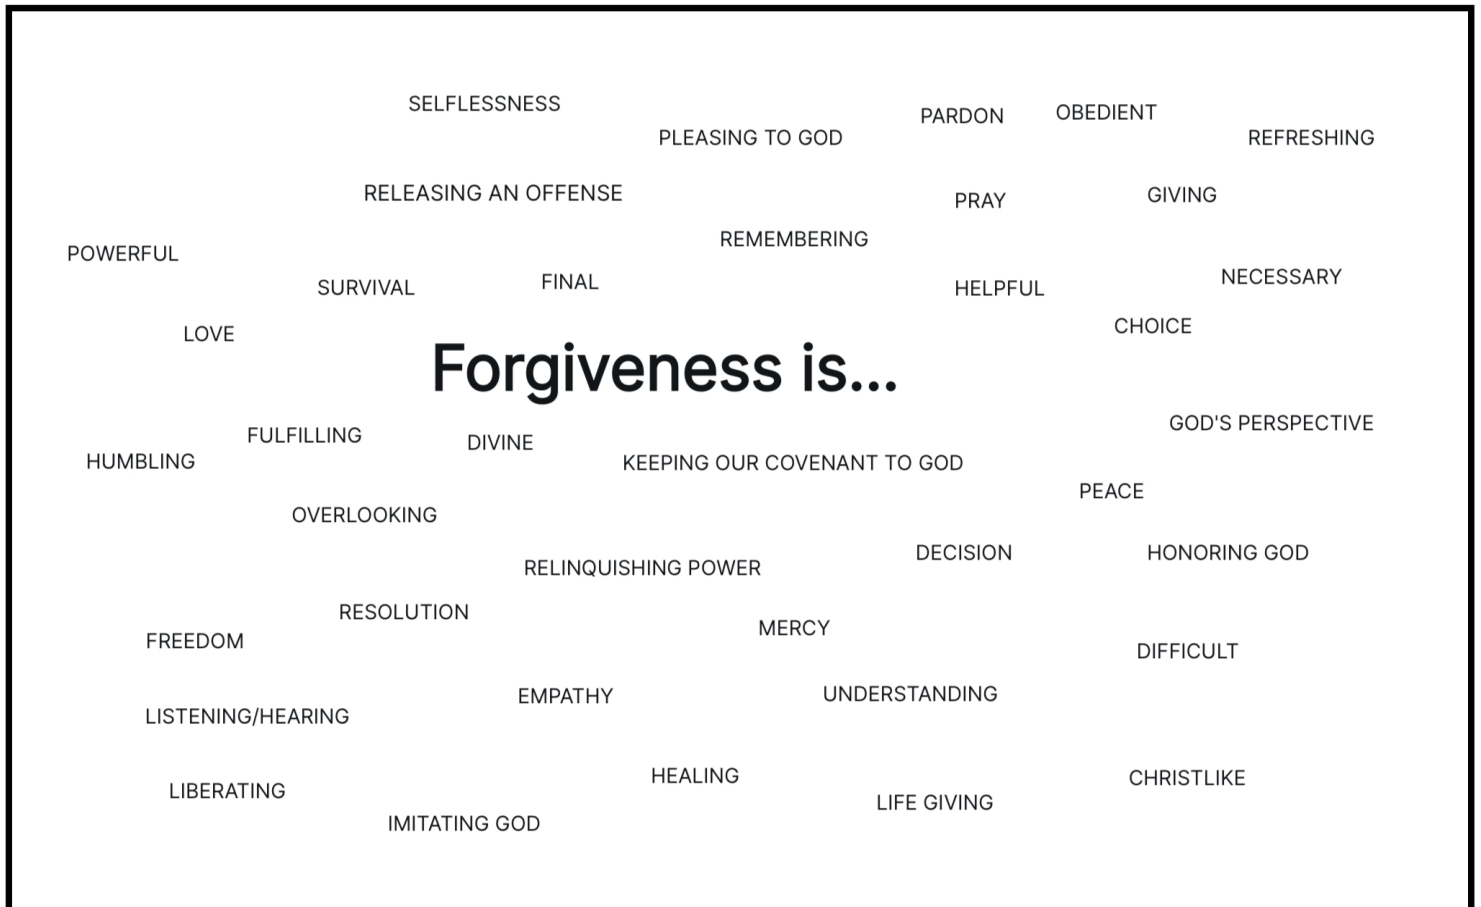 SELFLESSNESS
PARDON
OBEDIENT
PLEASING TO GOD
REFRESHING
RELEASING AN OFFENSE
PRAY
GIVING
REMEMBERING
POWERFUL
SURVIVAL
FINAL
HELPFUL
NECESSARY
LOVE
CHOICE
Forgiveness is...
GOD'S PERSPECTIVE
FULFILLING
DIVINE
HUMBLING
KEEPING OUR COVENANT TO GOD
PEACE
OVERLOOKING
DECISION
HONORING GOD
RELINQUISHING POWER
RESOLUTION
MERCY
FREEDOM
DIFFICULT
EMPATHY
UNDERSTANDING
LISTENING/HEARING
HEALING
CHRISTLIKE
LIBERATING
LIFE GIVING
IMITATING GOD